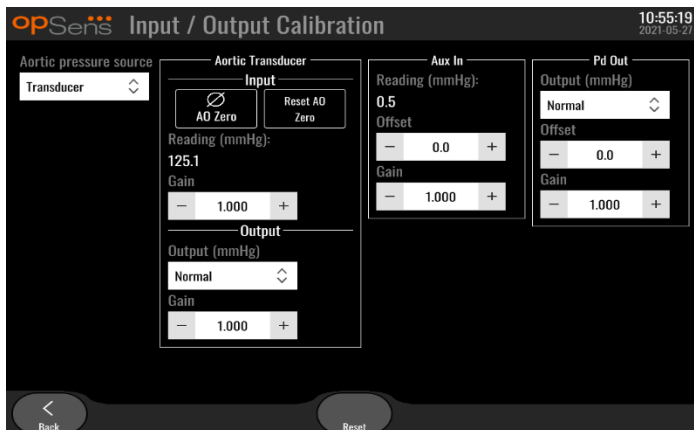 opSens Input / Output Calibration
10:55:19
2021-05-27
Aortic pressure source
Transducer
Aortic Transducer
Input
AO Zero
Reset AO
Zero
Reading (mmHg):
125.1
Gain
− 1.000 +
Output
Output (mmHg)
Normal
Gain
− 1.000 +
Aux In
Reading (mmHg):
0.5
Offset
− 0.0 +
Gain
− 1.000 +
Pd Out
Output (mmHg)
Normal
Offset
− 0.0 +
Gain
− 1.000 +
Back
Reset